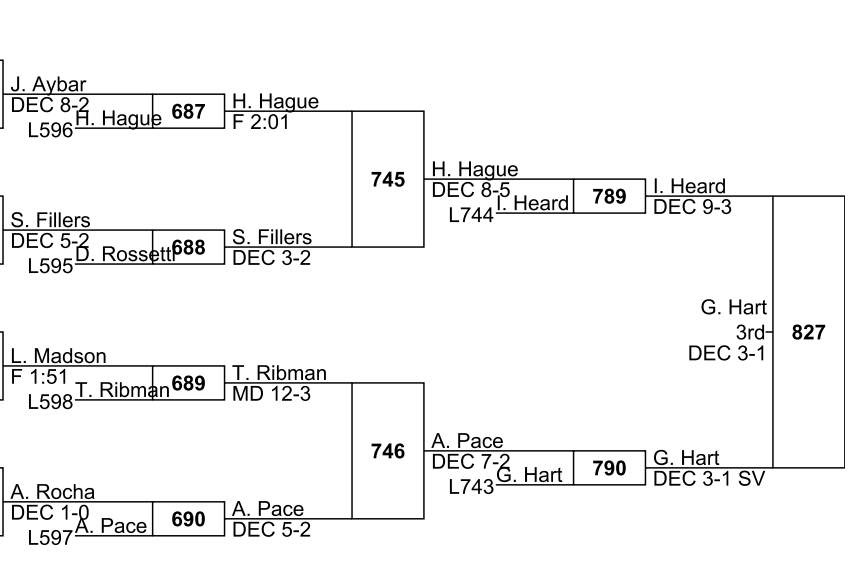 J. Aybar
DEC 8-2
L596
H. Hague
687
H. Hague
F 2:01
745
H. Hague
DEC 8-5
L744
I. Heard
789
I. Heard
DEC 9-3
S. Fillers
DEC 5-2
L595
D. Rossetti
688
S. Fillers
DEC 3-2
G. Hart
3rd
DEC 3-1
827
L. Madson
F 1:51
L598
T. Ribman
689
T. Ribman
MD 12-3
746
A. Pace
DEC 7-2
L743
G. Hart
790
G. Hart
DEC 3-1 SV
A. Rocha
DEC 1-0
L597
A. Pace
690
A. Pace
DEC 5-2